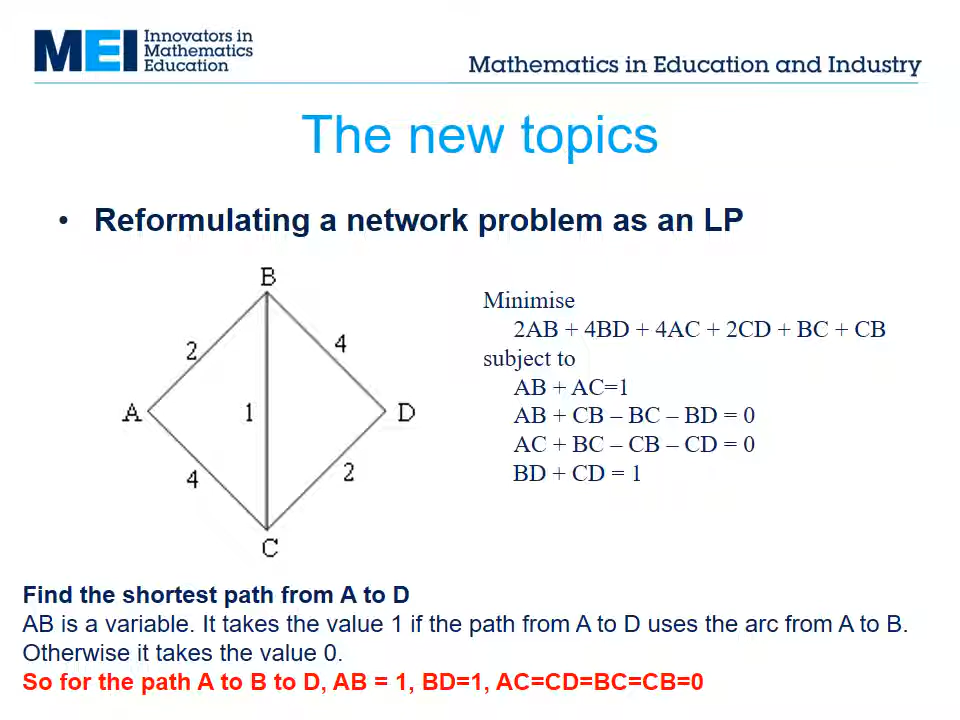 MEI Innovators in
Mathematics
Education
Mathematics in Education and Industry
The new topics
• Reformulating a network problem as an LP
B
2
4
A
1
D
4
2
C
Minimise
2AB + 4BD + 4AC + 2CD + BC + CB
subject to
AB + AC=1
AB + CB – BC – BD = 0
AC + BC – CB – CD = 0
BD + CD = 1
Find the shortest path from A to D
AB is a variable. It takes the value 1 if the path from A to D uses the arc from A to B.
Otherwise it takes the value 0.
So for the path A to B to D, AB = 1, BD=1, AC=CD=BC=CB=0